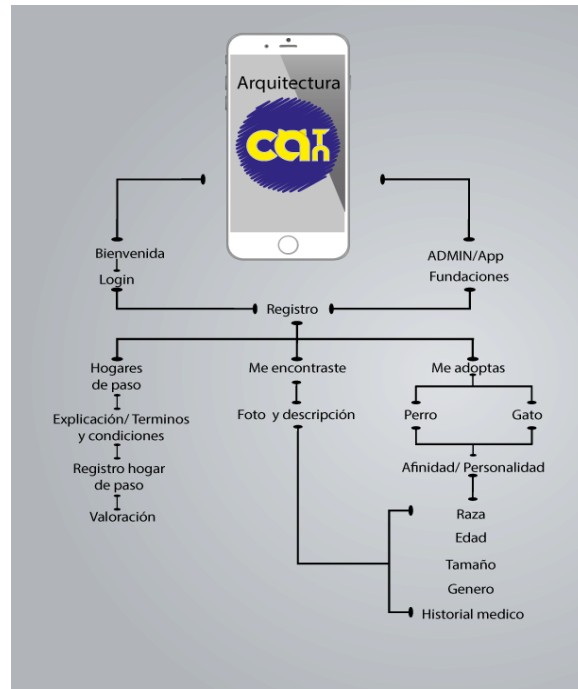 Arquitectura
Bienvenida
Login
ADMIN/App
Fundaciones
Registro
Hogares
de paso
Explicación/ Terminos
y condiciones
Registro hogar
de paso
Valoración
Me encontraste
Foto y descripción
Me adoptas
Perro
Gato
Afinidad/ Personalidad
Raza
Edad
Tamaño
Genero
Historial medico